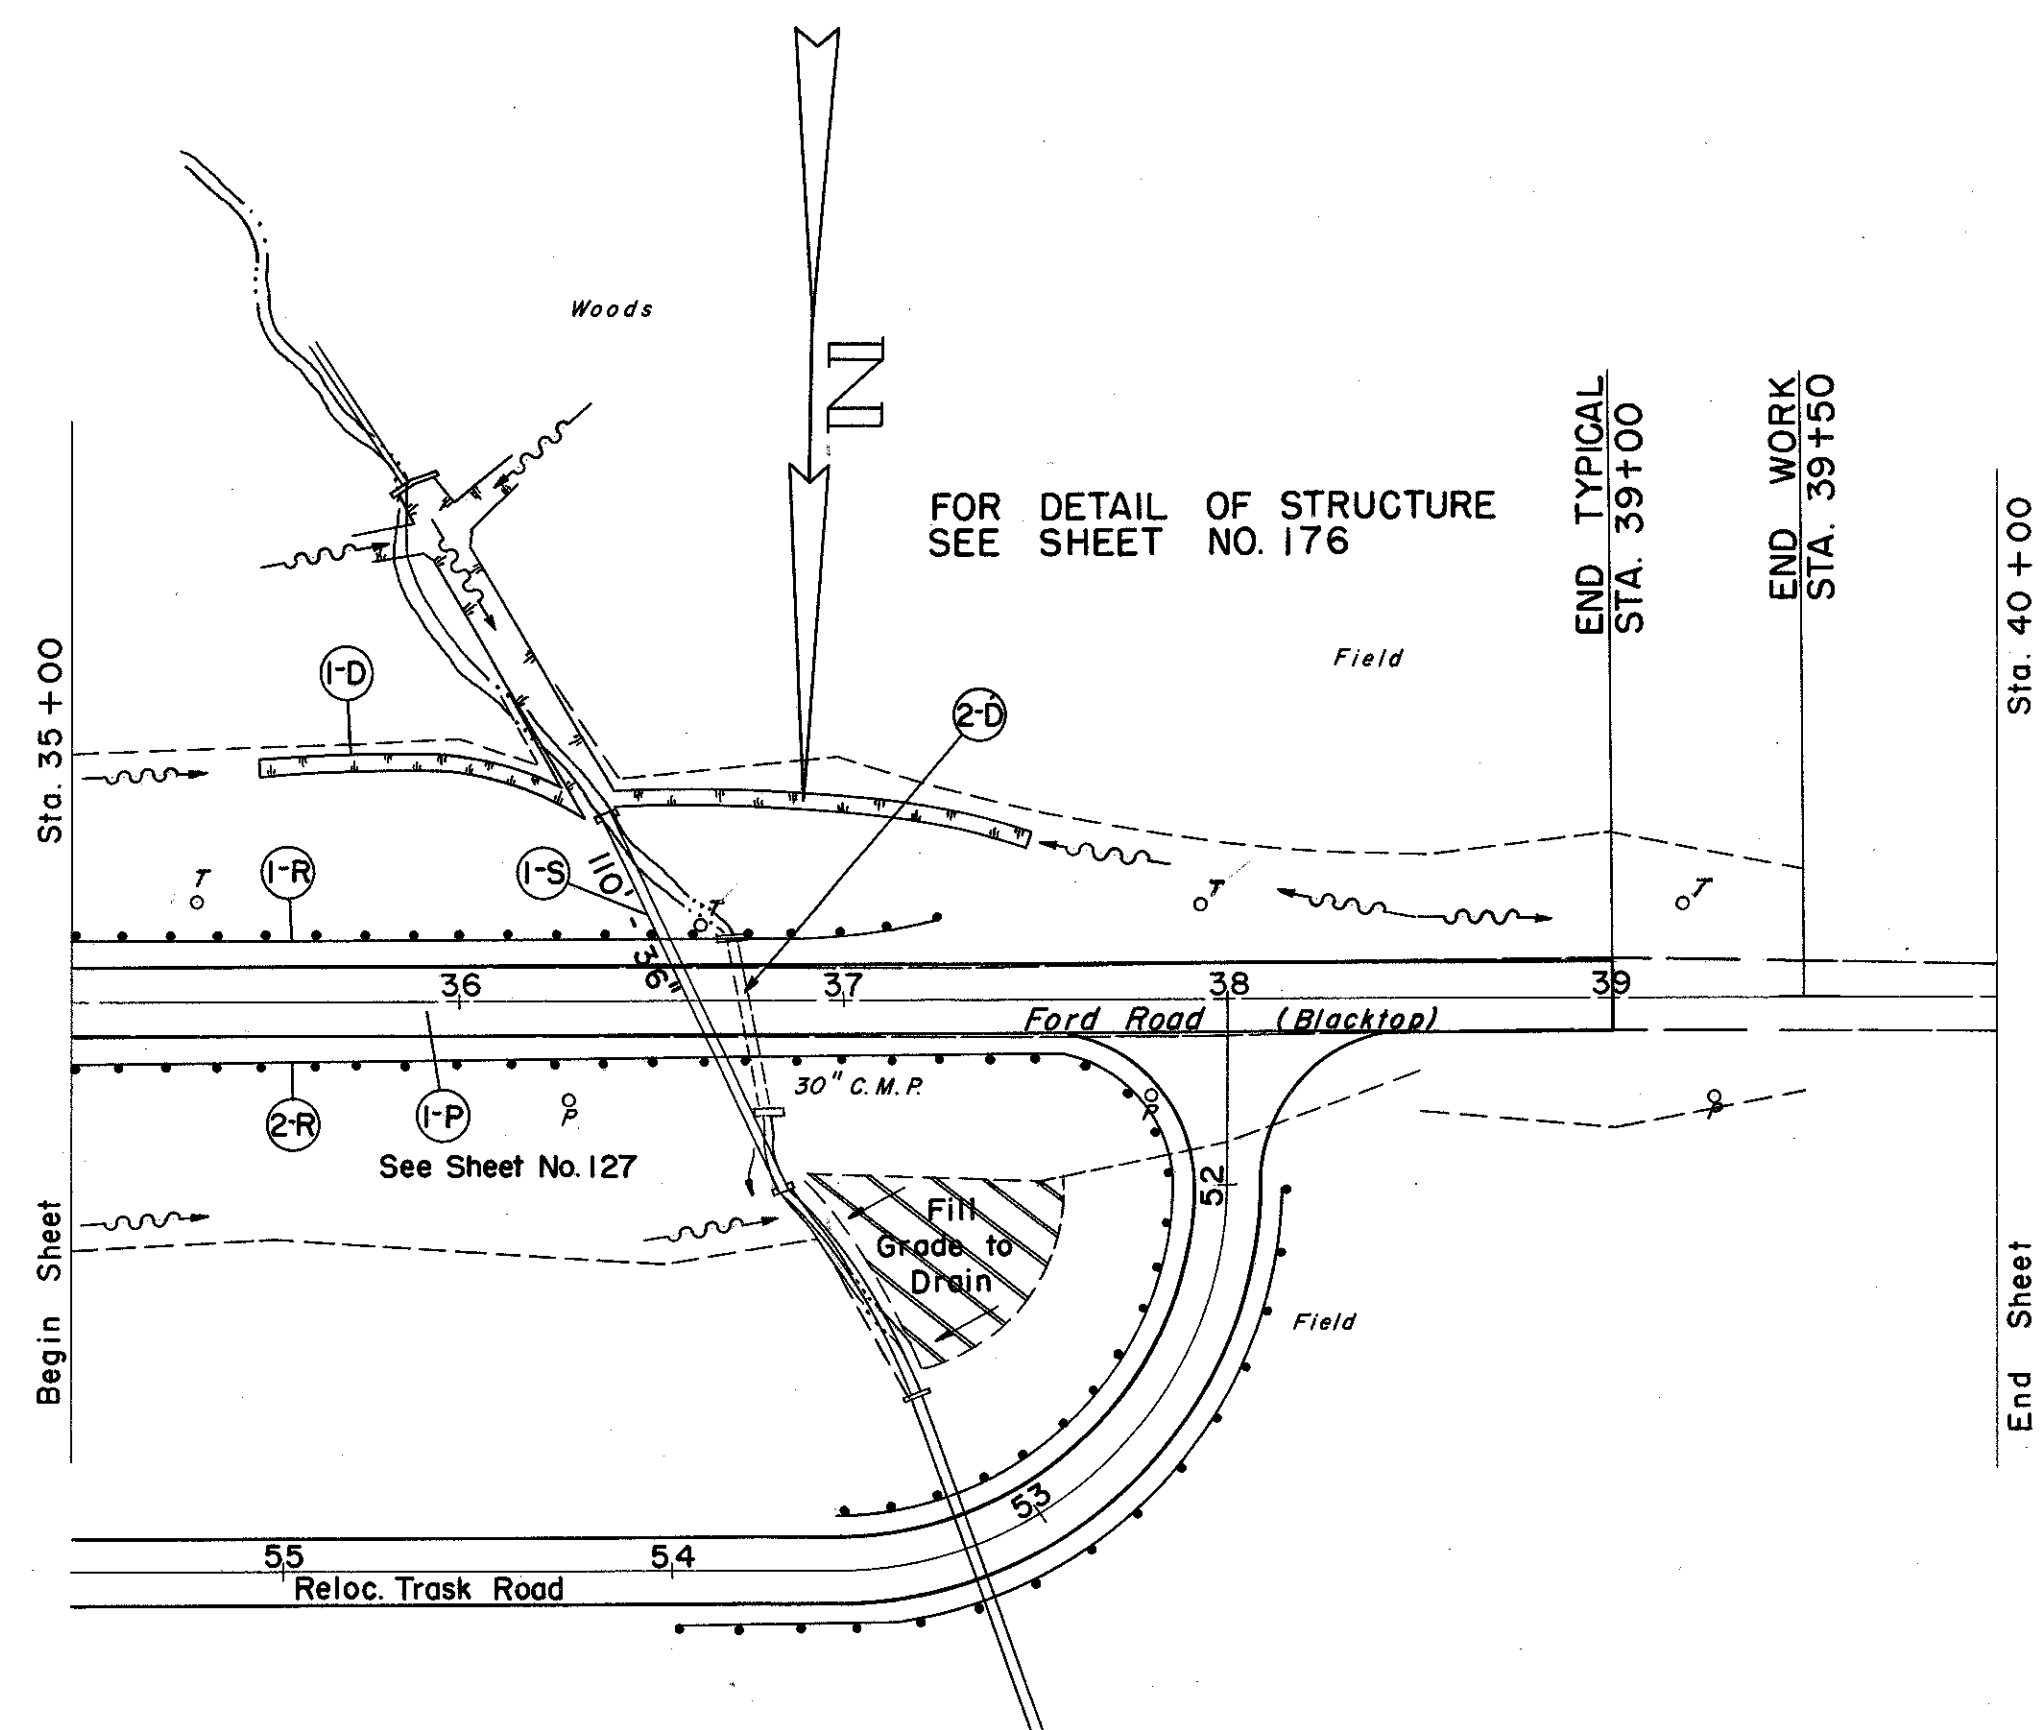 Woods
N
FOR DETAIL OF STRUCTURE
SEE SHEET NO. 176
END TYPICAL
STA. 39+00
END WORK
STA. 39+50
Sta. 35+00
Begin Sheet
Sta. 40+00
End Sheet
Field
1-D
2-D
1-R
1-S
110' - 36"
T
T
T
T
36
37
38
39
Ford Road (Blacktop)
30" C.M.P.
2-R
1-P
P
P
P
See Sheet No. 127
52
Fill
Grade to
Drain
Field
53
55
54
Reloc. Trask Road